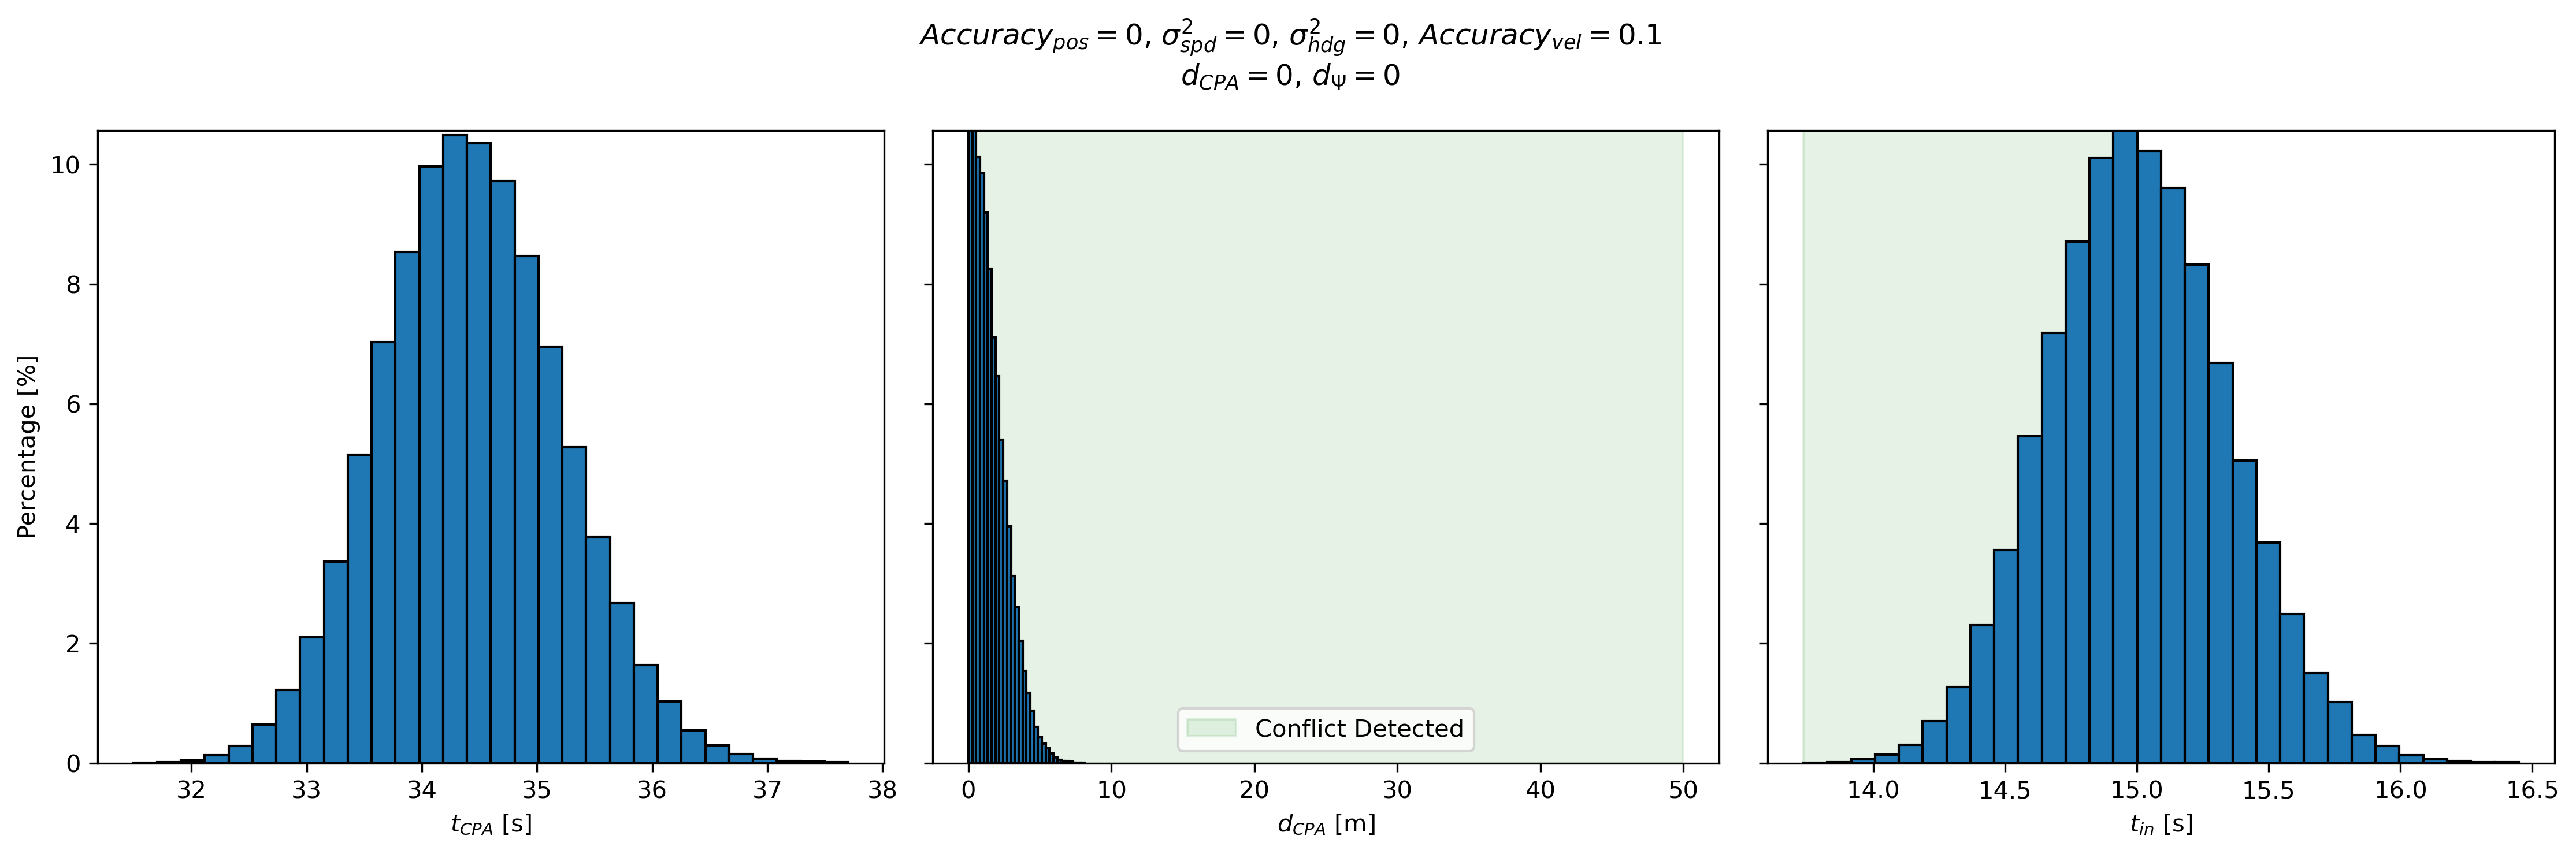 Accuracy_pos = 0, σ²_spd = 0, σ²_hdg = 0, Accuracy_vel = 0.1
d_CPA = 0, d_Ψ = 0
Percentage [%]
10
8
6
4
2
0
32 33 34 35 36 37 38
t_CPA [s]
Conflict Detected
0 10 20 30 40 50
d_CPA [m]
14.0 14.5 15.0 15.5 16.0 16.5
t_in [s]